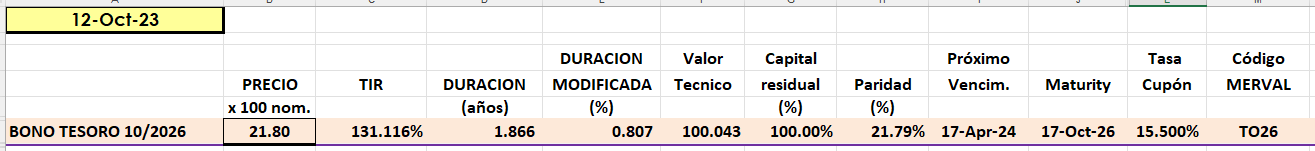 12-Oct-23
DURACION Valor Capital Próximo Tasa Código
PRECIO TIR DURACION MODIFICADA Tecnico residual Paridad Vencim. Maturity Cupón MERVAL
x 100 nom. (años) (%) (%) (%)
BONO TESORO 10/2026 21.80 131.116% 1.866 0.807 100.043 100.00% 21.79% 17-Apr-24 17-Oct-26 15.500% TO26